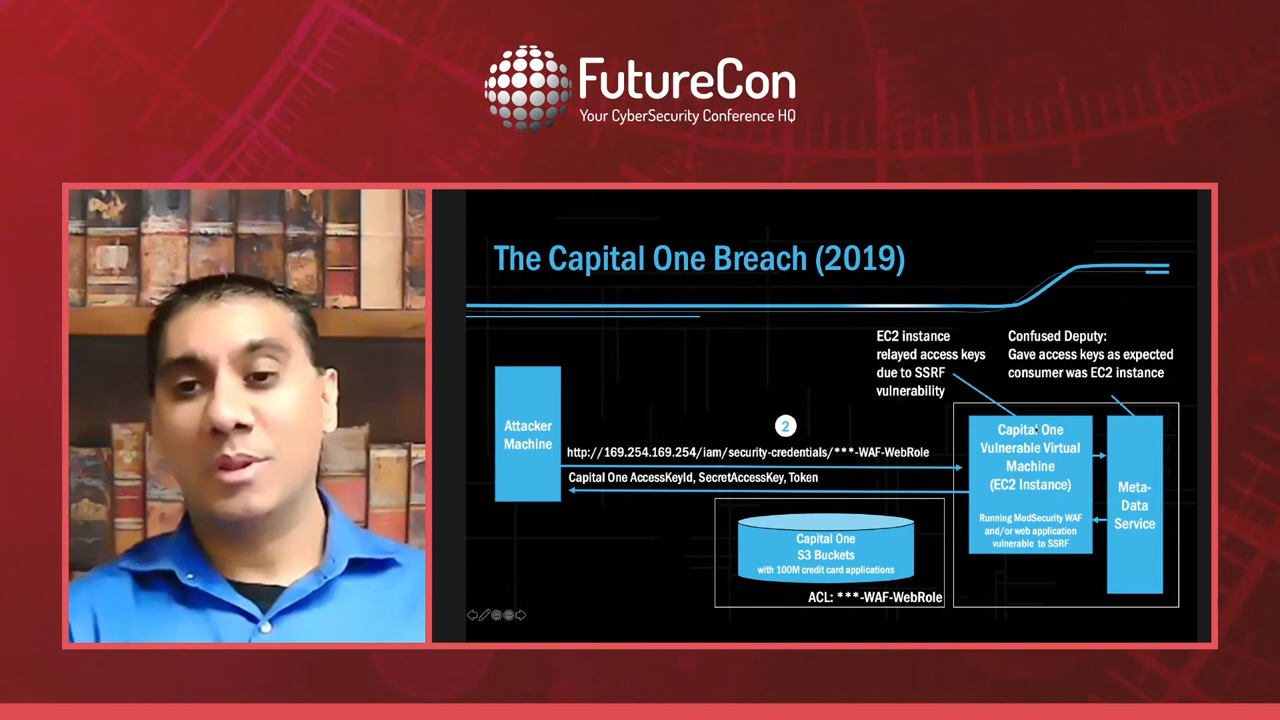 FutureCon
Your CyberSecurity Conference HQ
The Capital One Breach (2019)
EC2 instance
relayed access keys
due to SSRF
vulnerability
Confused Deputy:
Gave access keys as expected
consumer was EC2 instance
Attacker
Machine
2
http://169.254.169.254/iam/security-credentials/***-WAF-WebRole
Capital One AccessKeyId, SecretAccessKey, Token
Capital One
Vulnerable Virtual
Machine
(EC2 Instance)
Running ModSecurity WAF
and/or web application
vulnerable to SSRF
Meta-
Data
Service
Capital One
S3 Buckets
with 100M credit card applications
ACL: ***-WAF-WebRole